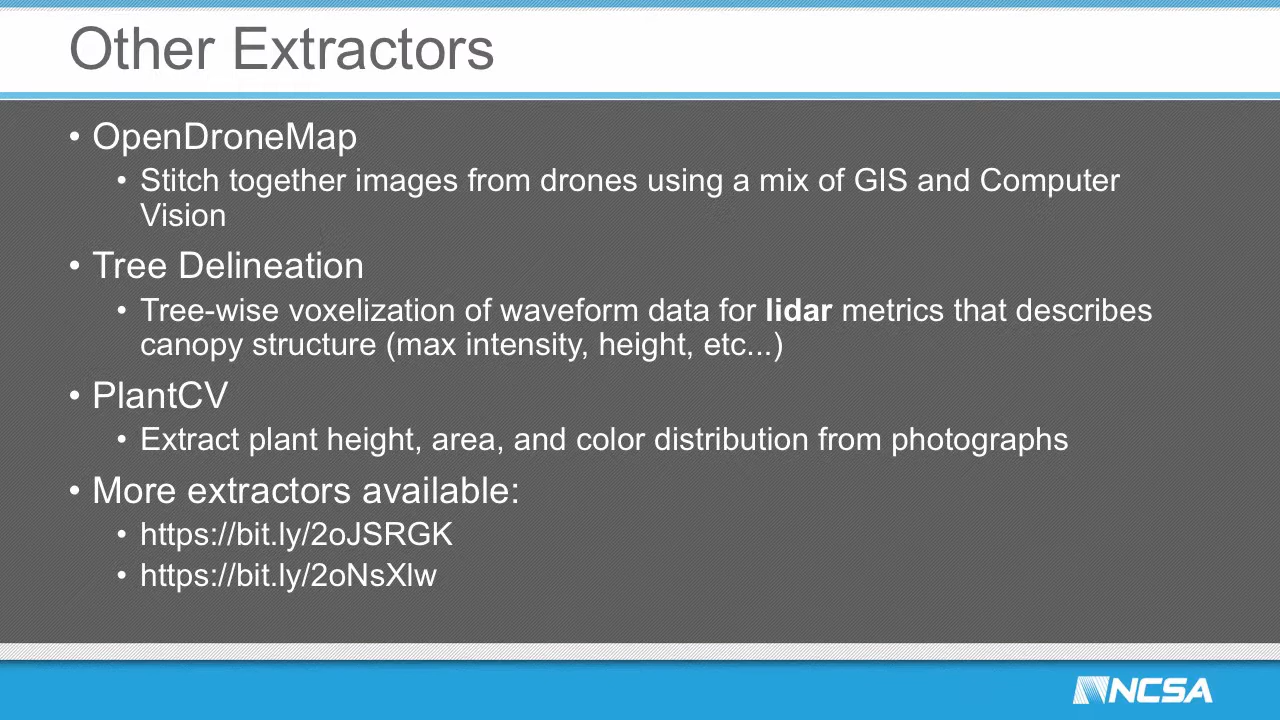 Other Extractors
• OpenDroneMap
• Stitch together images from drones using a mix of GIS and Computer
Vision
• Tree Delineation
• Tree-wise voxelization of waveform data for lidar metrics that describes
canopy structure (max intensity, height, etc...)
• PlantCV
• Extract plant height, area, and color distribution from photographs
• More extractors available:
• https://bit.ly/2oJSRGK
• https://bit.ly/2oNsXlw
NCSA